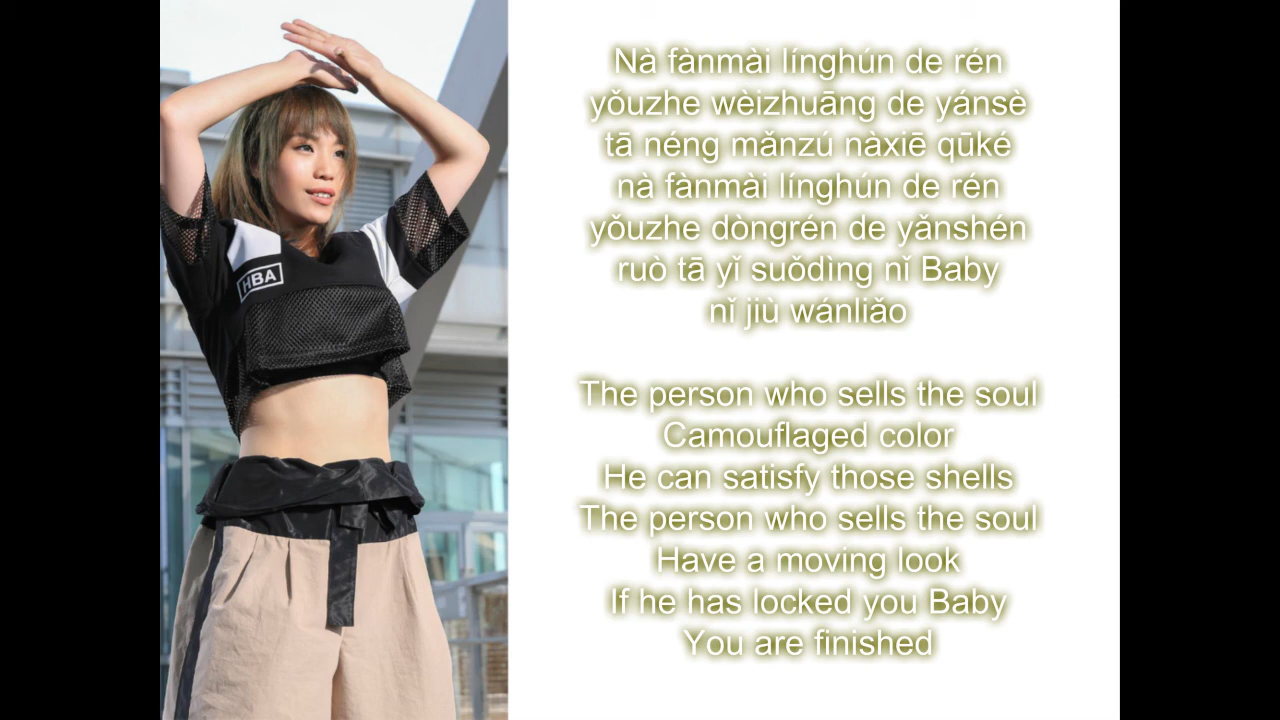 HBA
Nà fànmài línghún de rén
yǒuzhe wèizhuāng de yánsè
tā néng mǎnzú nàxiē qūké
nà fànmài línghún de rén
yǒuzhe dòngrén de yǎnshén
ruò tā yǐ suǒdìng nǐ Baby
nǐ jiù wánliǎo
The person who sells the soul
Camouflaged color
He can satisfy those shells
The person who sells the soul
Have a moving look
If he has locked you Baby
You are finished